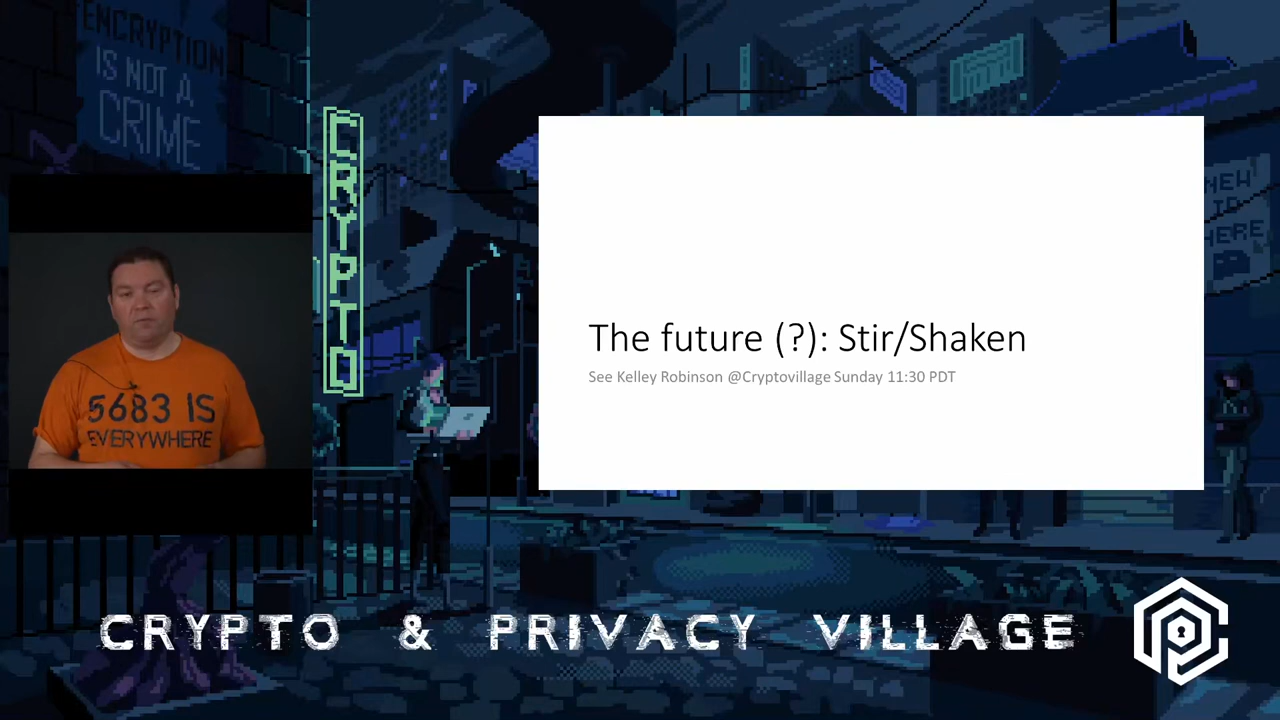 ENCRYPTION
IS NOT A
CRIME
CRYPTO
5683 IS
EVERYWHERE
The future (?): Stir/Shaken
See Kelley Robinson @Cryptovillage Sunday 11:30 PDT
NEW
TO
HERE
CRYPTO & PRIVACY VILLAGE